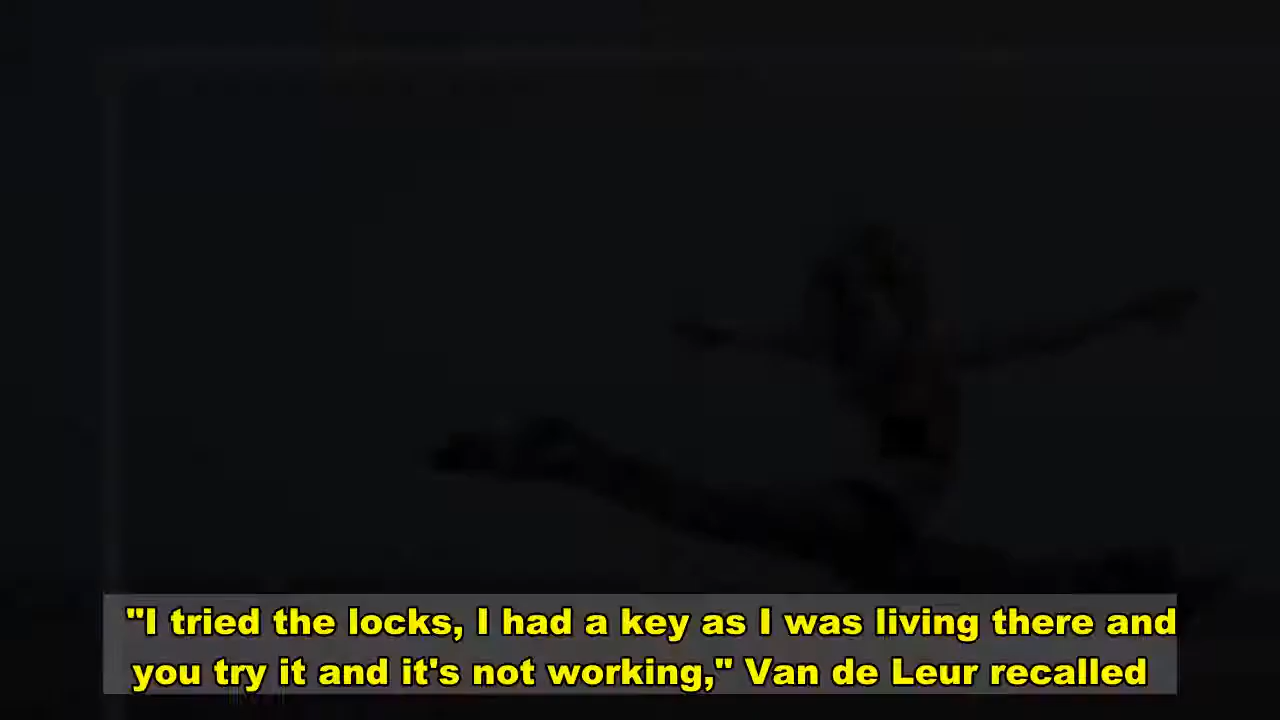 "I tried the locks, I had a key as I was living there and
you try it and it's not working," Van de Leur recalled